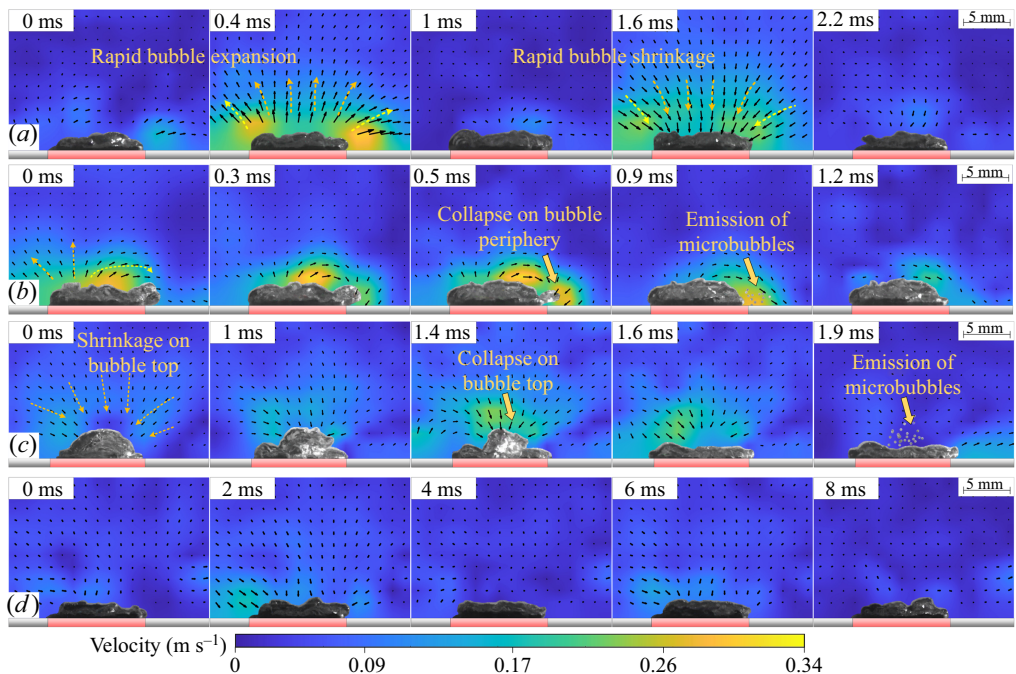 0 ms 0.4 ms 1 ms 1.6 ms 2.2 ms 5 mm
Rapid bubble expansion Rapid bubble shrinkage
(a)
0 ms 0.3 ms 0.5 ms 0.9 ms 1.2 ms 5 mm
Collapse on bubble
periphery
Emission of
microbubbles
(b)
0 ms 1 ms 1.4 ms 1.6 ms 1.9 ms 5 mm
Shrinkage on
bubble top
Collapse on
bubble top
Emission of
microbubbles
(c)
0 ms 2 ms 4 ms 6 ms 8 ms 5 mm
(d)
Velocity (m s⁻¹)
0 0.09 0.17 0.26 0.34